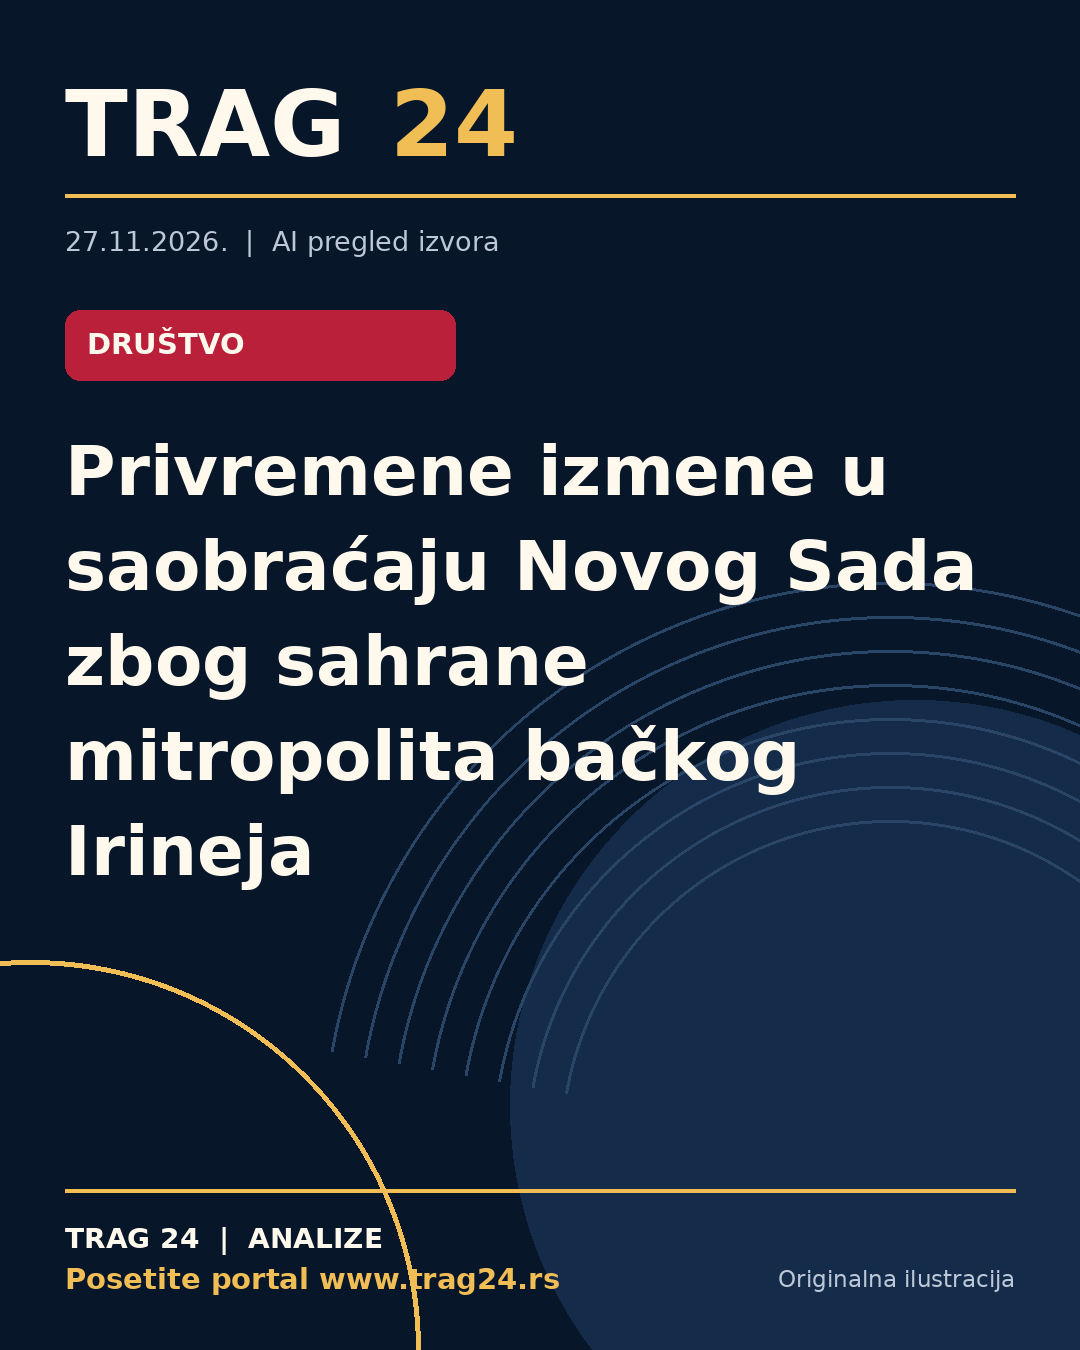 TRAG 24
27.11.2026. | AI pregled izvora
DRUŠTVO
Privremene izmene u
saobraćaju Novog Sada
zbog sahrane
mitropolita bačkog
Irineja
TRAG 24 | ANALIZE
Posetite portal www.trag24.rs
Originalna ilustracija